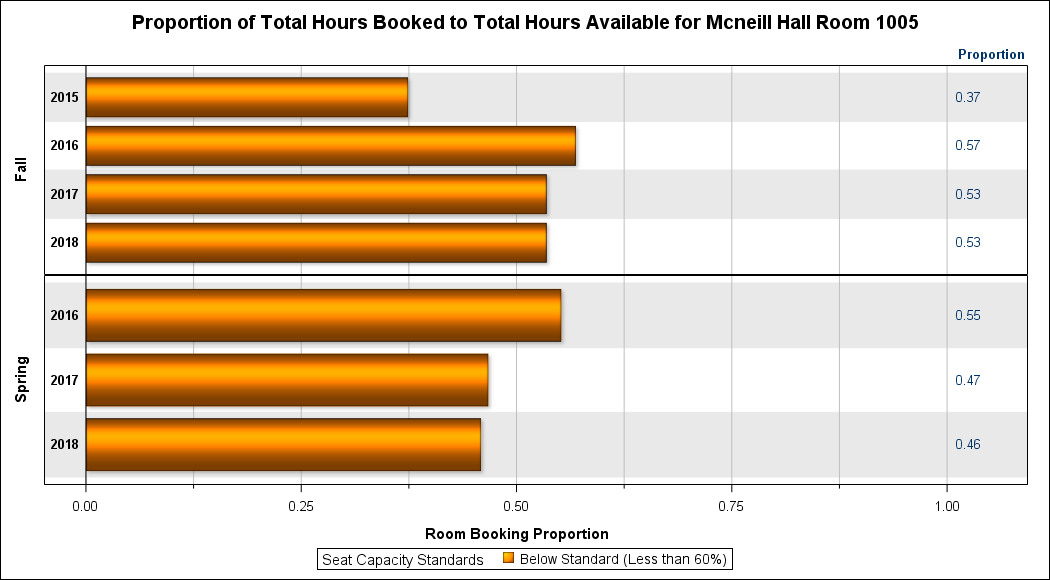 Proportion of Total Hours Booked to Total Hours Available for Mcneill Hall Room 1005
Proportion
Fall
2015 0.37
2016 0.57
2017 0.53
2018 0.53
Spring
2016 0.55
2017 0.47
2018 0.46
0.00 0.25 0.50 0.75 1.00
Room Booking Proportion
Seat Capacity Standards Below Standard (Less than 60%)